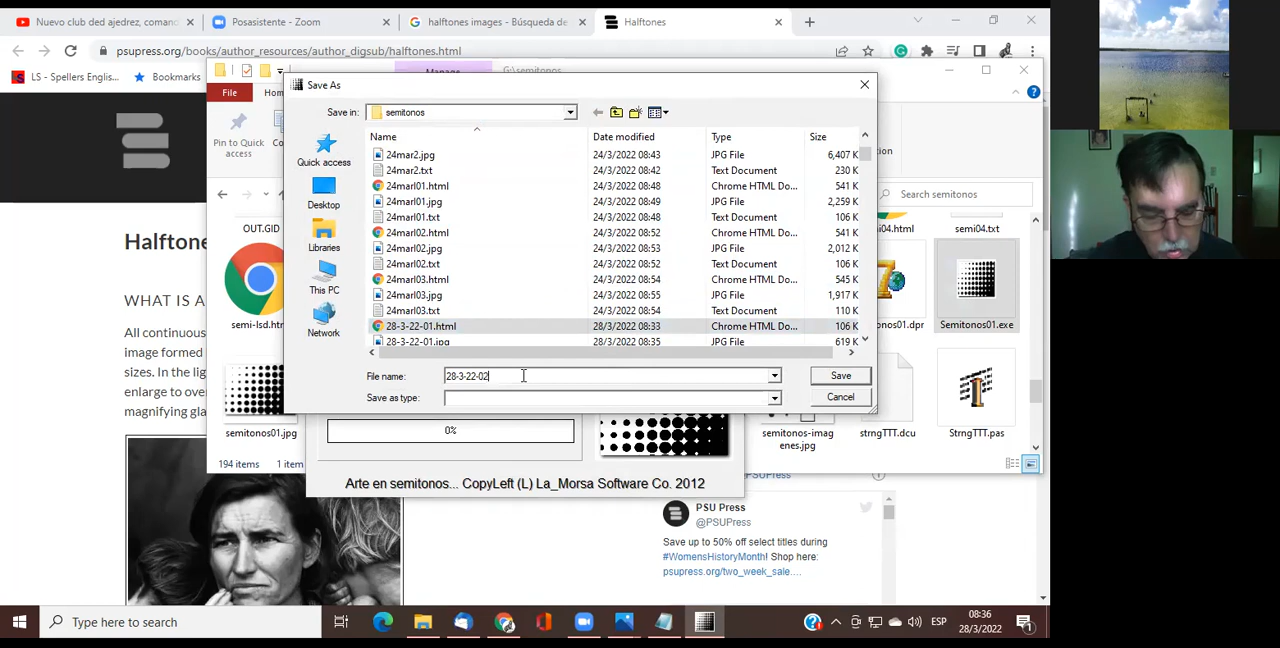 Nuevo club ded ajedrez, comano
Posasistente - Zoom
halftones images - Búsqueda de
Halftones
psupress.org/books/author_resources/author_digsub/halftones.html
LS - Spellers Englis...
Bookmarks
Manage
G:\semitonos
File
Hom
Pin to Quick
access
Search semitonos
Save As
Save in:
semitonos
Name
Date modified
Type
Size
24mar2.jpg 24/3/2022 08:43 JPG File 6,407 K
24mar2.txt 24/3/2022 08:42 Text Document 230 K
24marl01.html 24/3/2022 08:48 Chrome HTML Do... 541 K
24marl01.jpg 24/3/2022 08:49 JPG File 2,259 K
24marl01.txt 24/3/2022 08:48 Text Document 106 K
24marl02.html 24/3/2022 08:53 Chrome HTML Do... 541 K
24marl02.jpg 24/3/2022 08:53 JPG File 2,012 K
24marl02.txt 24/3/2022 08:52 Text Document 106 K
24marl03.html 24/3/2022 08:54 Chrome HTML Do... 545 K
24marl03.jpg 24/3/2022 08:55 JPG File 1,917 K
24marl03.txt 24/3/2022 08:54 Text Document 110 K
28-3-22-01.html 28/3/2022 08:33 Chrome HTML Do... 106 K
28-3-22-01.jpg 28/3/2022 08:35 JPG File 619 K
Quick access
Desktop
Libraries
This PC
Network
File name:
28-3-22-02
Save
Save as type:
Cancel
OUT.GID
semi-lsd.htn
semitonos01.jpg
194 items
1 item
semi04.html
semi04.txt
os01.dpr
Semitonos01.exe
semitonos-imag
enes.jpg
strngTTT.dcu
StrngTTT.pas
0%
Arte en semitonos... CopyLeft (L) La_Morsa Software Co. 2012
Halftone
WHAT IS A
All continuous
image formed
sizes. In the lig
enlarge to over
magnifying gla
PSU Press
@PSUPress
Save up to 50% off select titles during
#WomensHistoryMonth! Shop here:
psupress.org/two_week_sale....
Type here to search
ESP
08:36
28/3/2022
1